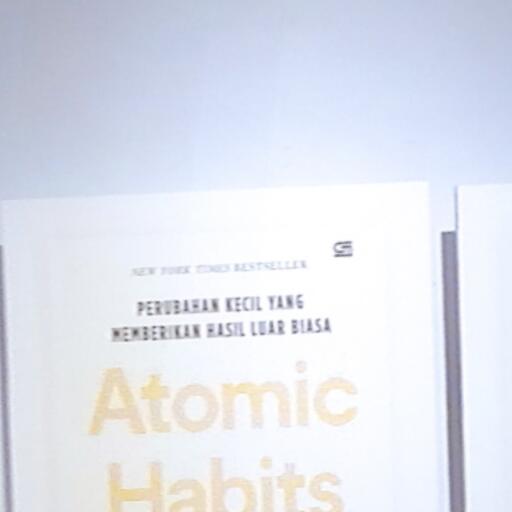 NEW YORK TIMES BESTSELLER
PERUBAHAN KECIL YANG
MEMBERIKAN HASIL LUAR BIASA
Atomic
Habits